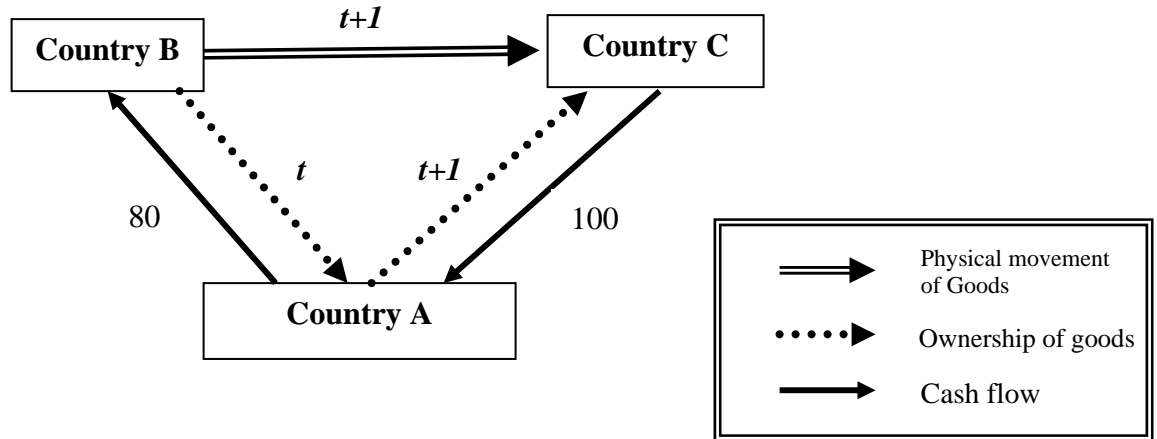 t+1
Country B
Country C
t
t+1
80
100
Country A
Physical movement
of Goods
Ownership of goods
Cash flow